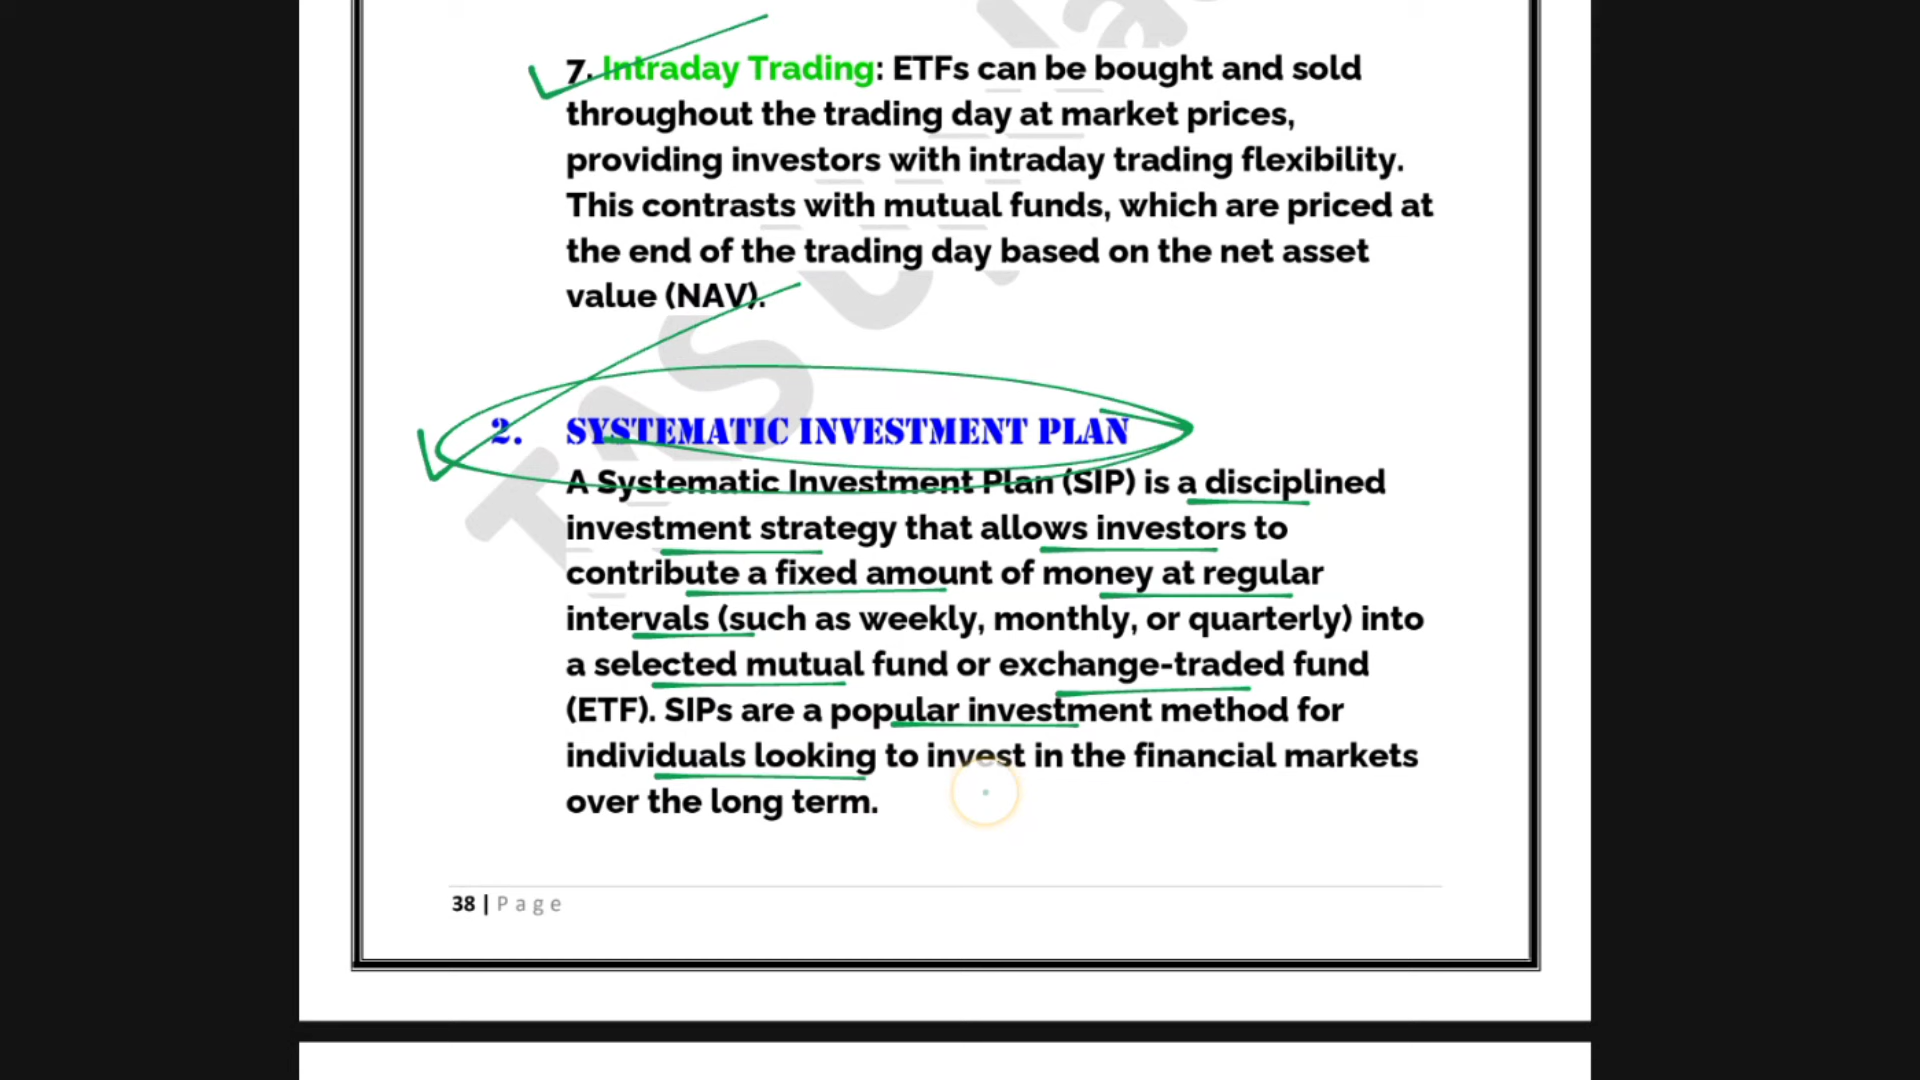 7. Intraday Trading: ETFs can be bought and sold
throughout the trading day at market prices,
providing investors with intraday trading flexibility.
This contrasts with mutual funds, which are priced at
the end of the trading day based on the net asset
value (NAV).
2. SYSTEMATIC INVESTMENT PLAN
A Systematic Investment Plan (SIP) is a disciplined
investment strategy that allows investors to
contribute a fixed amount of money at regular
intervals (such as weekly, monthly, or quarterly) into
a selected mutual fund or exchange-traded fund
(ETF). SIPs are a popular investment method for
individuals looking to invest in the financial markets
over the long term.
38 | Page